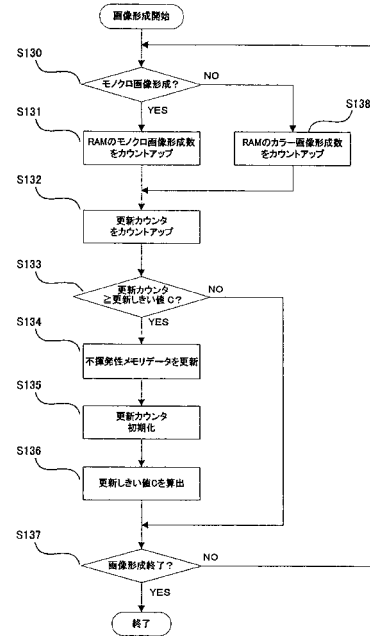 画像形成開始
S130
モノクロ画像形成？
NO
YES
S131
RAMのモノクロ画像形成数
をカウントアップ
S138
RAMのカラー画像形成数
をカウントアップ
S132
更新カウンタ
をカウントアップ
S133
更新カウンタ
≧更新しきい値C？
NO
YES
S134
不揮発性メモリデータを更新
S135
更新カウンタ
初期化
S136
更新しきい値Cを算出
S137
画像形成終了？
NO
YES
終了